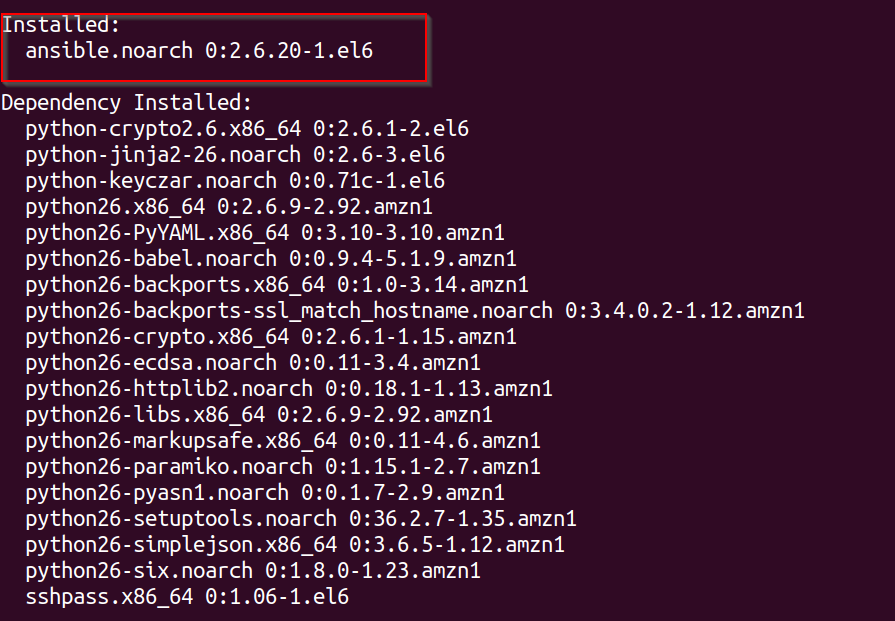 Installed:
  ansible.noarch 0:2.6.20-1.el6
Dependency Installed:
  python-crypto2.6.x86_64 0:2.6.1-2.el6
  python-jinja2-26.noarch 0:2.6-3.el6
  python-keyczar.noarch 0:0.71c-1.el6
  python26.x86_64 0:2.6.9-2.92.amzn1
  python26-PyYAML.x86_64 0:3.10-3.10.amzn1
  python26-babel.noarch 0:0.9.4-5.1.9.amzn1
  python26-backports.x86_64 0:1.0-3.14.amzn1
  python26-backports-ssl_match_hostname.noarch 0:3.4.0.2-1.12.amzn1
  python26-crypto.x86_64 0:2.6.1-1.15.amzn1
  python26-ecdsa.noarch 0:0.11-3.4.amzn1
  python26-httplib2.noarch 0:0.18.1-1.13.amzn1
  python26-libs.x86_64 0:2.6.9-2.92.amzn1
  python26-markupsafe.x86_64 0:0.11-4.6.amzn1
  python26-paramiko.noarch 0:1.15.1-2.7.amzn1
  python26-pyasn1.noarch 0:0.1.7-2.9.amzn1
  python26-setuptools.noarch 0:36.2.7-1.35.amzn1
  python26-simplejson.x86_64 0:3.6.5-1.12.amzn1
  python26-six.noarch 0:1.8.0-1.23.amzn1
  sshpass.x86_64 0:1.06-1.el6